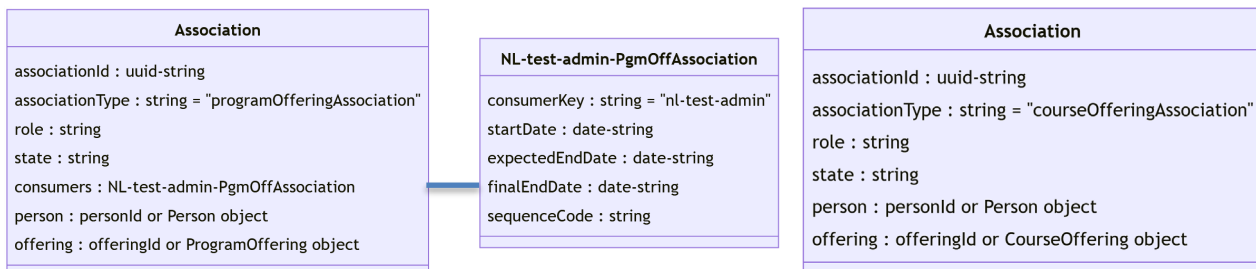 Association
associationId : uuid-string
associationType : string = "programOfferingAssociation"
role : string
state : string
consumers : NL-test-admin-PgmOffAssociation
person : personId or Person object
offering : offeringId or ProgramOffering object
NL-test-admin-PgmOffAssociation
consumerKey : string = "nl-test-admin"
startDate : date-string
expectedEndDate : date-string
finalEndDate : date-string
sequenceCode : string
Association
associationId : uuid-string
associationType : string = "courseOfferingAssociation"
role : string
state : string
person : personId or Person object
offering : offeringId or CourseOffering object